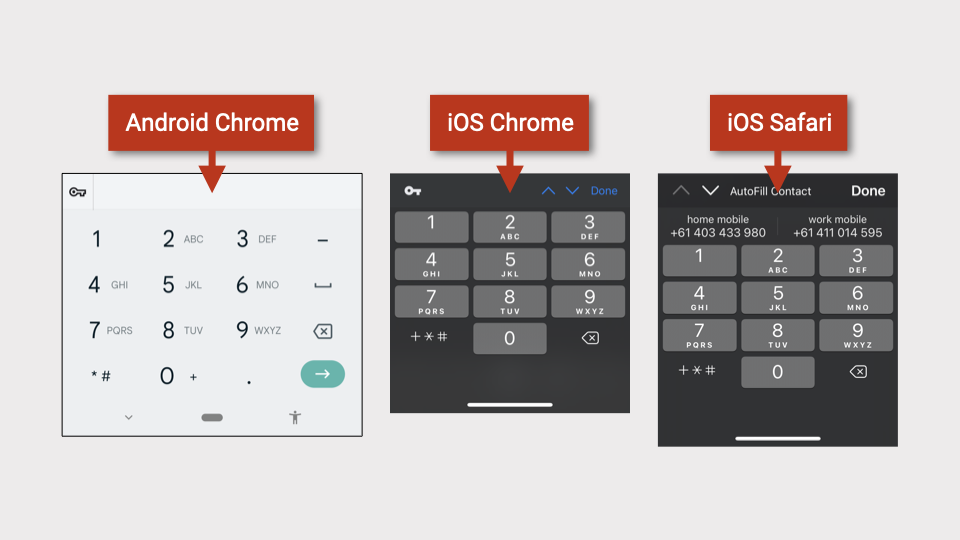 Android Chrome
1
2 ABC
3 DEF
–
4 GHI
5 JKL
6 MNO
7 PQRS
8 TUV
9 WXYZ
* #
0 +
.
iOS Chrome
Done
1
2
ABC
3
DEF
4
GHI
5
JKL
6
MNO
7
PQRS
8
TUV
9
WXYZ
+*#
0
iOS Safari
AutoFill Contact
Done
home mobile
+61 403 433 980
work mobile
+61 411 014 595
1
2
ABC
3
DEF
4
GHI
5
JKL
6
MNO
7
PQRS
8
TUV
9
WXYZ
+*#
0